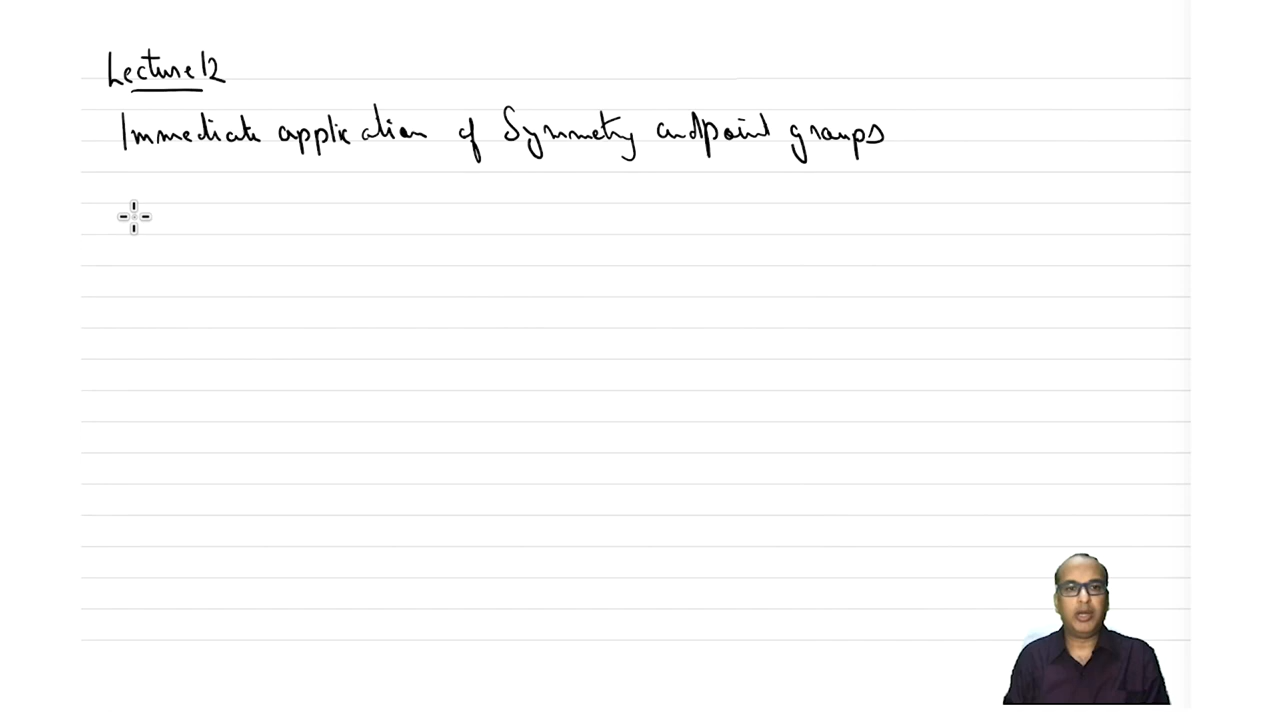 Lecture 12
Immediate application of Symmetry and point groups